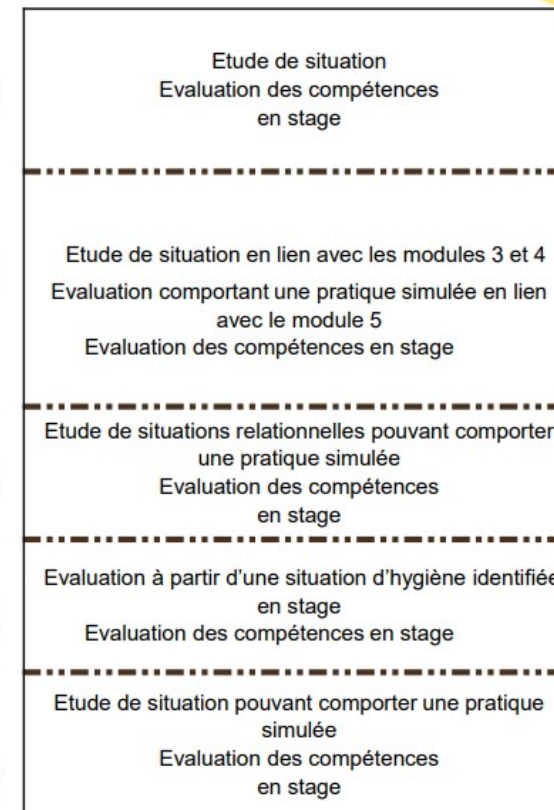 Etude de situation
Evaluation des compétences
en stage
Etude de situation en lien avec les modules 3 et 4
Evaluation comportant une pratique simulée en lien
avec le module 5
Evaluation des compétences en stage
Etude de situations relationnelles pouvant comporter
une pratique simulée
Evaluation des compétences
en stage
Evaluation à partir d'une situation d'hygiène identifiée
en stage
Evaluation des compétences en stage
Etude de situation pouvant comporter une pratique
simulée
Evaluation des compétences
en stage